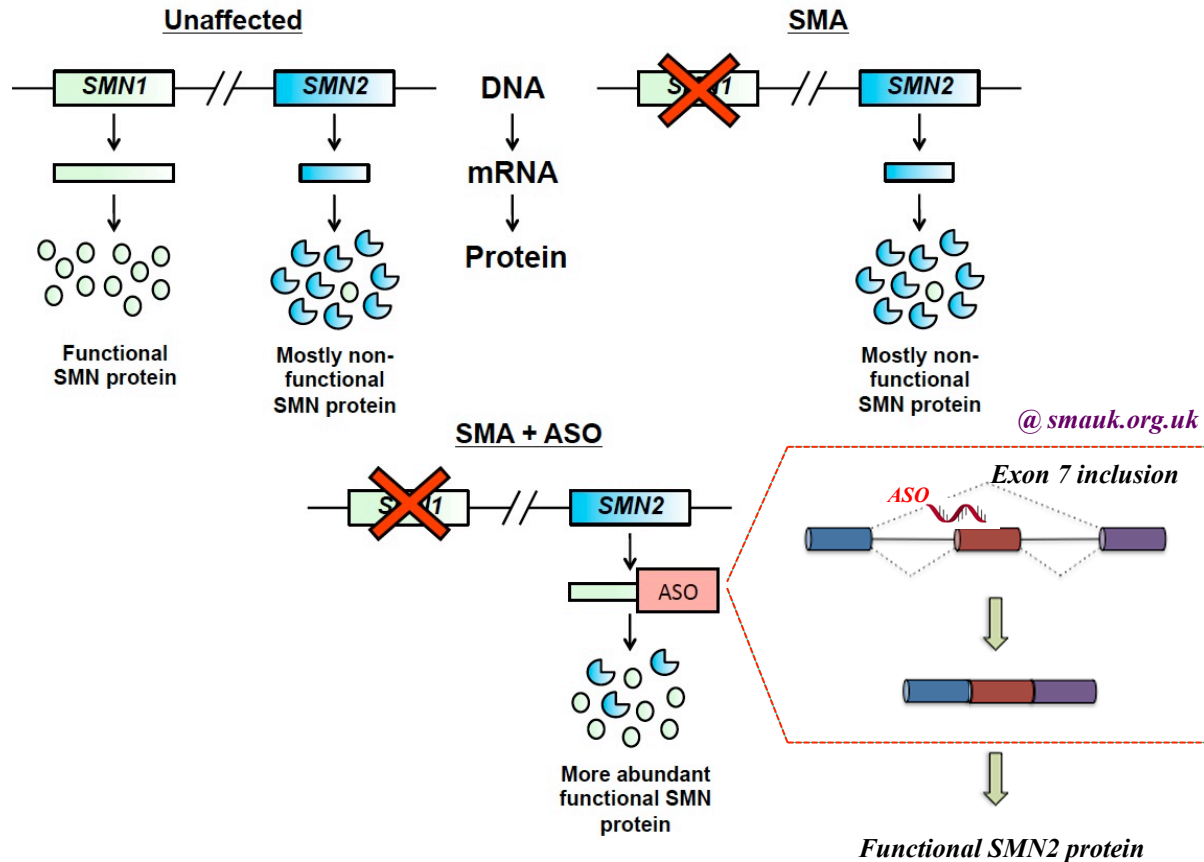 Unaffected
SMA
SMN1
SMN2
DNA
SMN2
mRNA
Protein
Functional
SMN protein
Mostly non-
functional
SMN protein
Mostly non-
functional
SMN protein
@ smauk.org.uk
SMA + ASO
SMN2
ASO
More abundant
functional SMN
protein
Exon 7 inclusion
ASO
Functional SMN2 protein